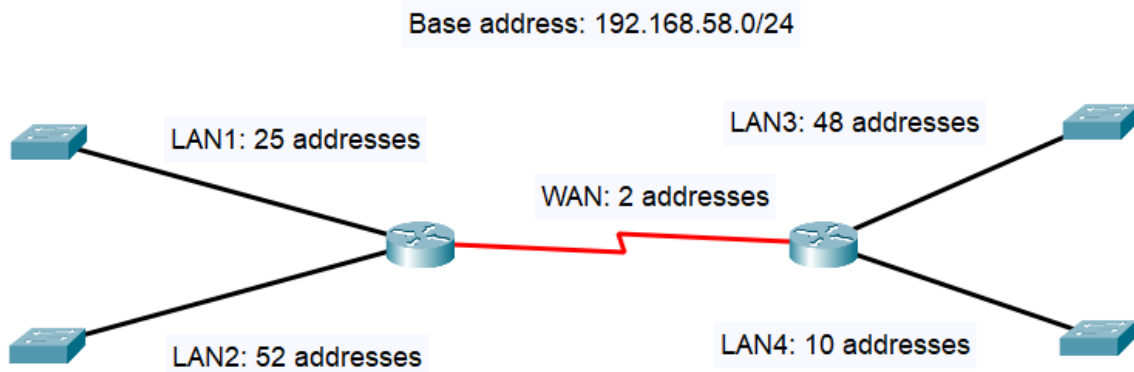 Base address: 192.168.58.0/24
LAN1: 25 addresses
LAN3: 48 addresses
WAN: 2 addresses
LAN2: 52 addresses
LAN4: 10 addresses